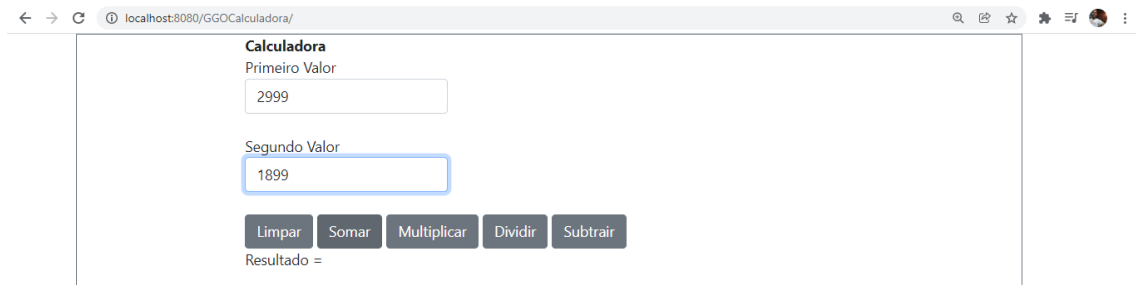 localhost:8080/GGOCalculadora/
Calculadora
Primeiro Valor
2999
Segundo Valor
1899
Limpar Somar Multiplicar Dividir Subtrair
Resultado =